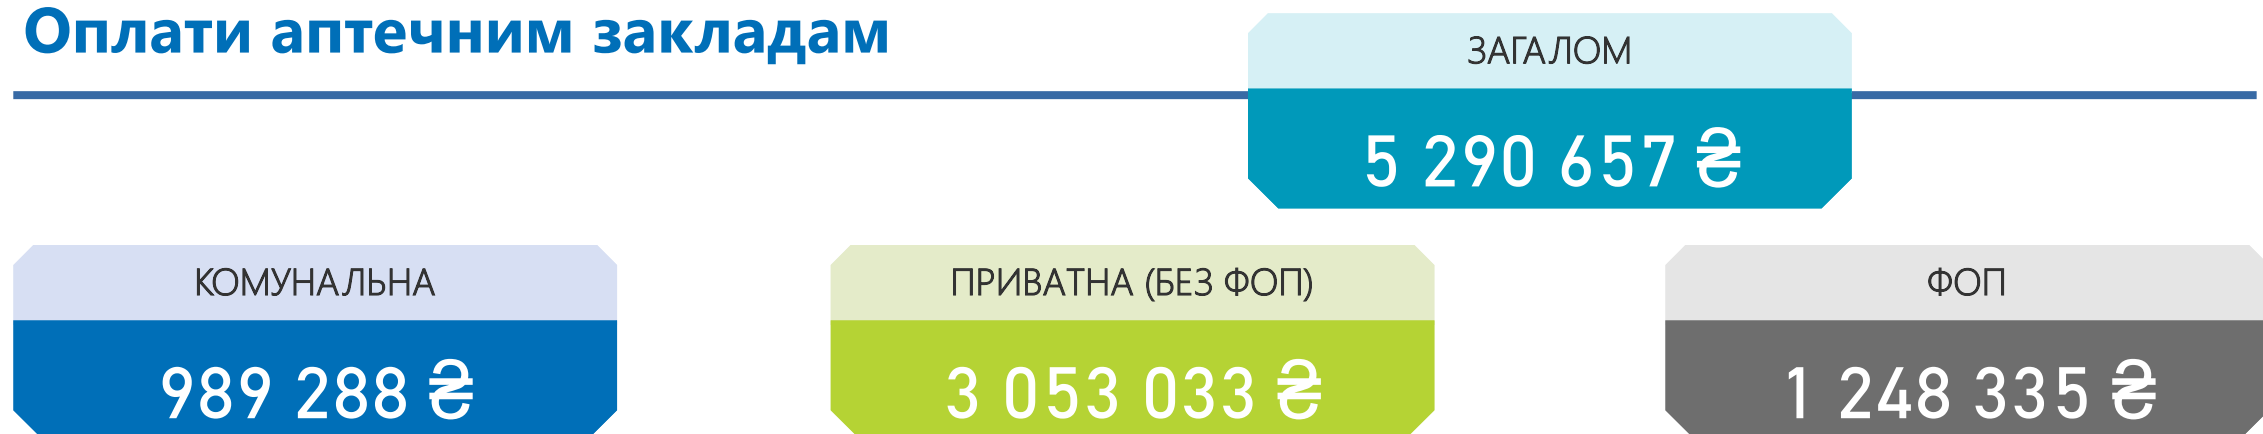 Оплати аптечним закладам
ЗАГАЛОМ
5 290 657 ₴
КОМУНАЛЬНА
989 288 ₴
ПРИВАТНА (БЕЗ ФОП)
3 053 033 ₴
ФОП
1 248 335 ₴